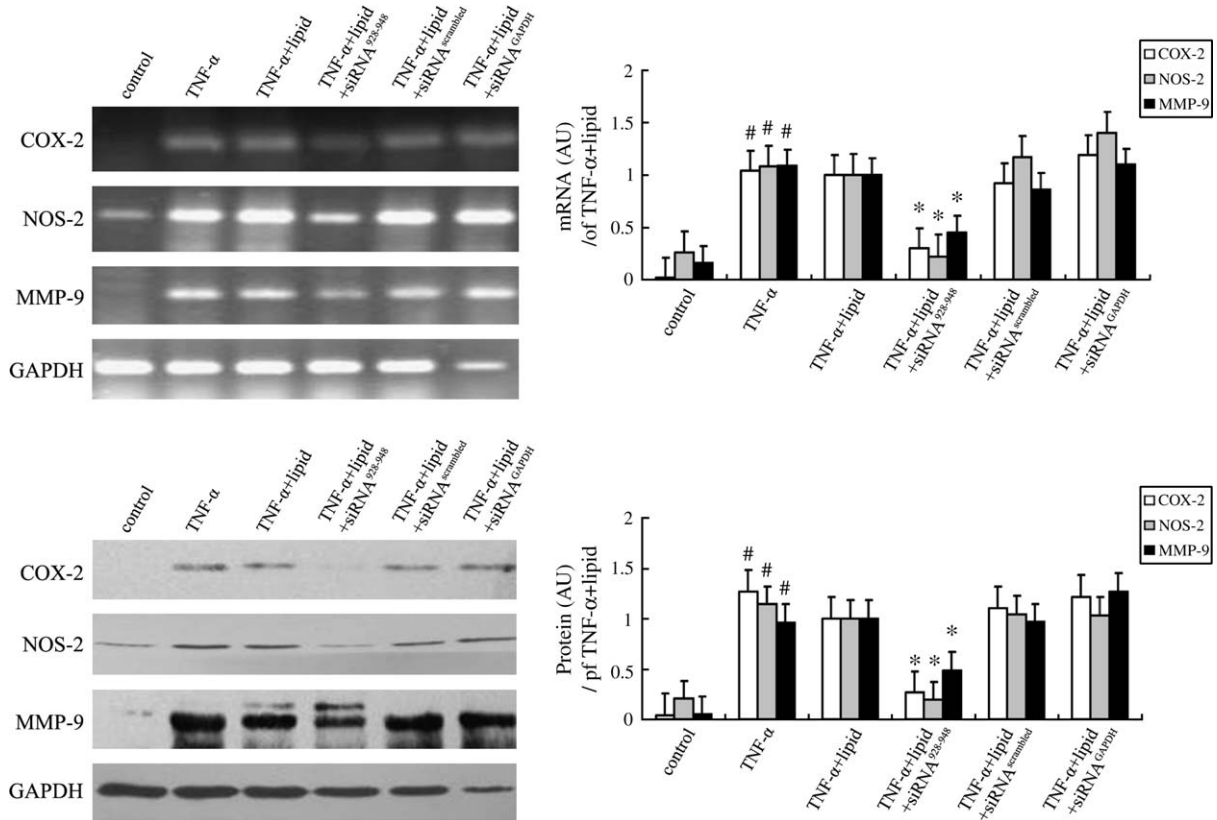 control
TNF-α
TNF-α+lipid
TNF-α+lipid
+siRNA928-948
TNF-α+lipid
+siRNAscrambled
TNF-α+lipid
+siRNAGAPDH
COX-2
NOS-2
MMP-9
GAPDH
COX-2
NOS-2
MMP-9
mRNA (AU)
/of TNF-α+lipid
2
1.5
1
0.5
0
# # #
* * *
control
TNF-α
TNF-α+lipid
TNF-α+lipid
+siRNA928-948
TNF-α+lipid
+siRNAscrambled
TNF-α+lipid
+siRNAGAPDH
control
TNF-α
TNF-α+lipid
TNF-α+lipid
+siRNA928-948
TNF-α+lipid
+siRNAscrambled
TNF-α+lipid
+siRNAGAPDH
COX-2
NOS-2
MMP-9
GAPDH
COX-2
NOS-2
MMP-9
Protein (AU)
/ pf TNF-α+lipid
2
1.5
1
0.5
0
# # #
* * *
control
TNF-α
TNF-α+lipid
TNF-α+lipid
+siRNA928-948
TNF-α+lipid
+siRNAscrambled
TNF-α+lipid
+siRNAGAPDH